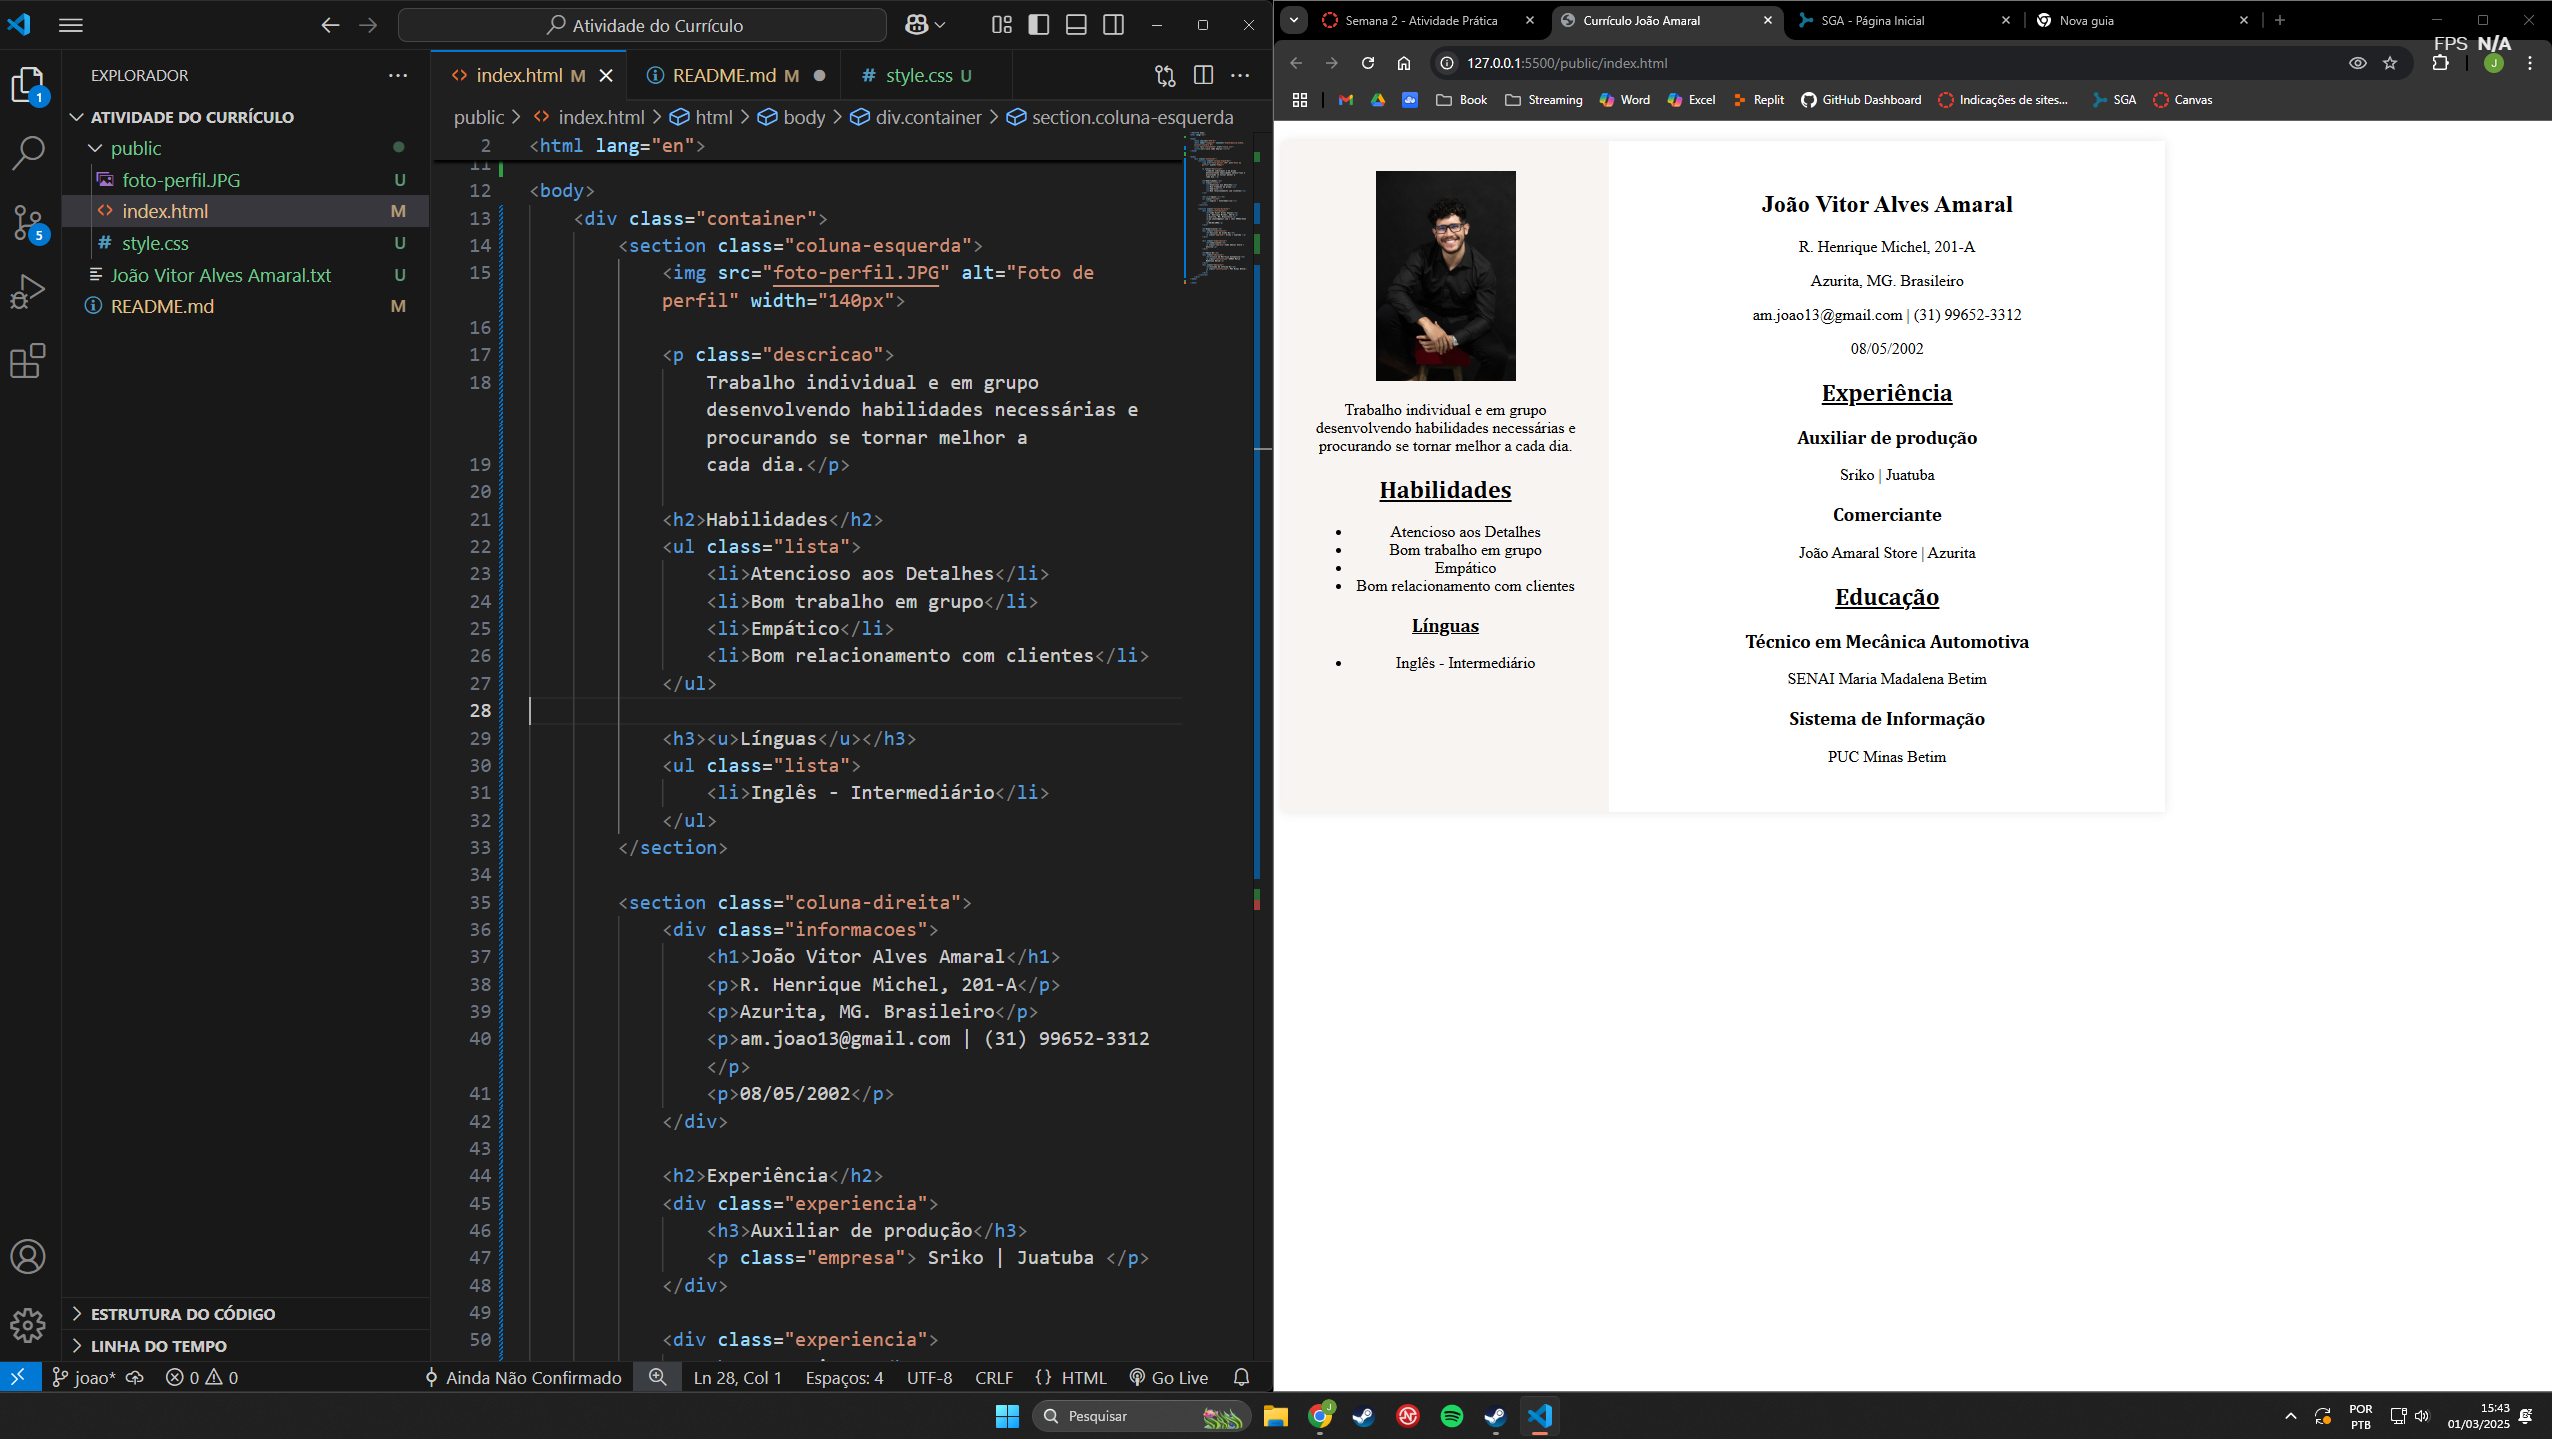 Atividade do Currículo
EXPLORADOR
ATIVIDADE DO CURRÍCULO
public
foto-perfil.JPG U
index.html M
style.css U
João Vitor Alves Amaral.txt U
README.md M
1
5
ESTRUTURA DO CÓDIGO
LINHA DO TEMPO
index.html M
README.md M
style.css U
public > index.html > html > body > div.container > section.coluna-esquerda
2 <html lang="en">
11
12 <body>
13 <div class="container">
14 <section class="coluna-esquerda">
15 <img src="foto-perfil.JPG" alt="Foto de
perfil" width="140px">
16
17 <p class="descricao">
18 Trabalho individual e em grupo
desenvolvendo habilidades necessárias e
procurando se tornar melhor a
19 cada dia.</p>
20
21 <h2>Habilidades</h2>
22 <ul class="lista">
23 <li>Atencioso aos Detalhes</li>
24 <li>Bom trabalho em grupo</li>
25 <li>Empático</li>
26 <li>Bom relacionamento com clientes</li>
27 </ul>
28
29 <h3><u>Línguas</u></h3>
30 <ul class="lista">
31 <li>Inglês - Intermediário</li>
32 </ul>
33 </section>
34
35 <section class="coluna-direita">
36 <div class="informacoes">
37 <h1>João Vitor Alves Amaral</h1>
38 <p>R. Henrique Michel, 201-A</p>
39 <p>Azurita, MG. Brasileiro</p>
40 <p>am.joao13@gmail.com | (31) 99652-3312
</p>
41 <p>08/05/2002</p>
42 </div>
43
44 <h2>Experiência</h2>
45 <div class="experiencia">
46 <h3>Auxiliar de produção</h3>
47 <p class="empresa"> Sriko | Juatuba </p>
48 </div>
49
50 <div class="experiencia">
joao* 0 0 Ainda Não Confirmado Ln 28, Col 1 Espaços: 4 UTF-8 CRLF {} HTML Go Live
Semana 2 - Atividade Prática
Currículo João Amaral
SGA - Página Inicial
Nova guia
FPS N/A
127.0.0.1:5500/public/index.html
J
Book Streaming Word Excel Replit GitHub Dashboard Indicações de sites... SGA Canvas
Trabalho individual e em grupo
desenvolvendo habilidades necessárias e
procurando se tornar melhor a cada dia.
Habilidades
• Atencioso aos Detalhes
• Bom trabalho em grupo
• Empático
• Bom relacionamento com clientes
Línguas
• Inglês - Intermediário
João Vitor Alves Amaral
R. Henrique Michel, 201-A
Azurita, MG. Brasileiro
am.joao13@gmail.com | (31) 99652-3312
08/05/2002
Experiência
Auxiliar de produção
Sriko | Juatuba
Comerciante
João Amaral Store | Azurita
Educação
Técnico em Mecânica Automotiva
SENAI Maria Madalena Betim
Sistema de Informação
PUC Minas Betim
Pesquisar
POR
PTB
15:43
01/03/2025